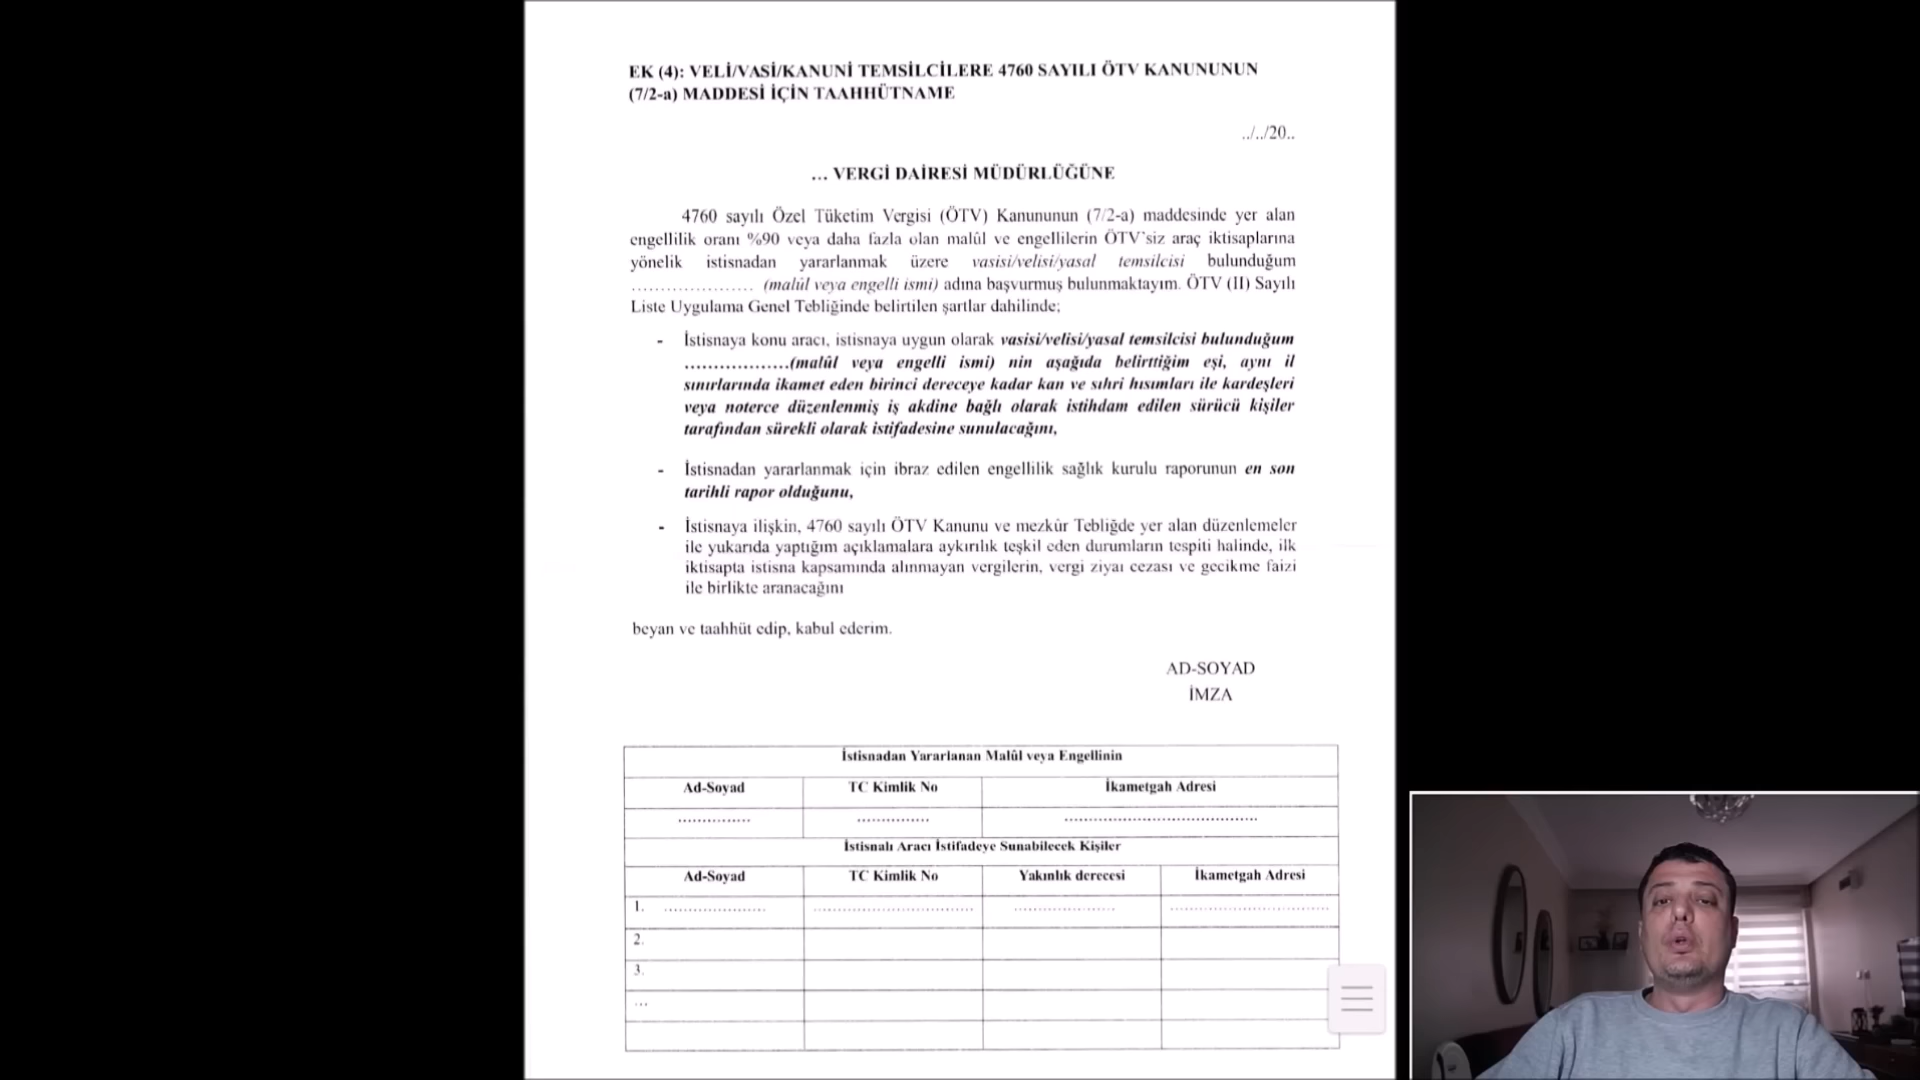 EK (4): VELİ/VASİ/KANUNİ TEMSİLCİLERE 4760 SAYILI ÖTV KANUNUNUN
(7/2-a) MADDESİ İÇİN TAAHHÜTNAME
../../20..
... VERGİ DAİRESİ MÜDÜRLÜĞÜNE
4760 sayılı Özel Tüketim Vergisi (ÖTV) Kanununun (7/2-a) maddesinde yer alan
engellilik oranı %90 veya daha fazla olan malûl ve engellilerin ÖTV'siz araç iktisaplarına
yönelik istisnadan yararlanmak üzere vasisi/velisi/yasal temsilcisi bulunduğum
.................... (malûl veya engelli ismi) adına başvurmuş bulunmaktayım. ÖTV (II) Sayılı
Liste Uygulama Genel Tebliğinde belirtilen şartlar dahilinde;
- İstisnaya konu aracı, istisnaya uygun olarak vasisi/velisi/yasal temsilcisi bulunduğum
..................(malûl veya engelli ismi) nin aşağıda belirttiğim eşi, aynı il
sınırlarında ikamet eden birinci dereceye kadar kan ve sıhri hısımları ile kardeşleri
veya noterce düzenlenmiş iş akdine bağlı olarak istihdam edilen sürücü kişiler
tarafından sürekli olarak istifadesine sunulacağını,
- İstisnadan yararlanmak için ibraz edilen engellilik sağlık kurulu raporunun en son
tarihli rapor olduğunu,
- İstisnaya ilişkin, 4760 sayılı ÖTV Kanunu ve mezkûr Tebliğde yer alan düzenlemeler
ile yukarıda yaptığım açıklamalara aykırılık teşkil eden durumların tespiti halinde, ilk
iktisapta istisna kapsamında alınmayan vergilerin, vergi ziyaı cezası ve gecikme faizi
ile birlikte aranacağını
beyan ve taahhüt edip, kabul ederim.
AD-SOYAD
İMZA
İstisnadan Yararlanan Malûl veya Engellinin
Ad-Soyad TC Kimlik No İkametgah Adresi
............... ............... ........................................
İstisnalı Aracı İstifadeye Sunabilecek Kişiler
Ad-Soyad TC Kimlik No Yakınlık derecesi İkametgah Adresi
1. ..................... ................................. ..................... .................................
2.
3.
...